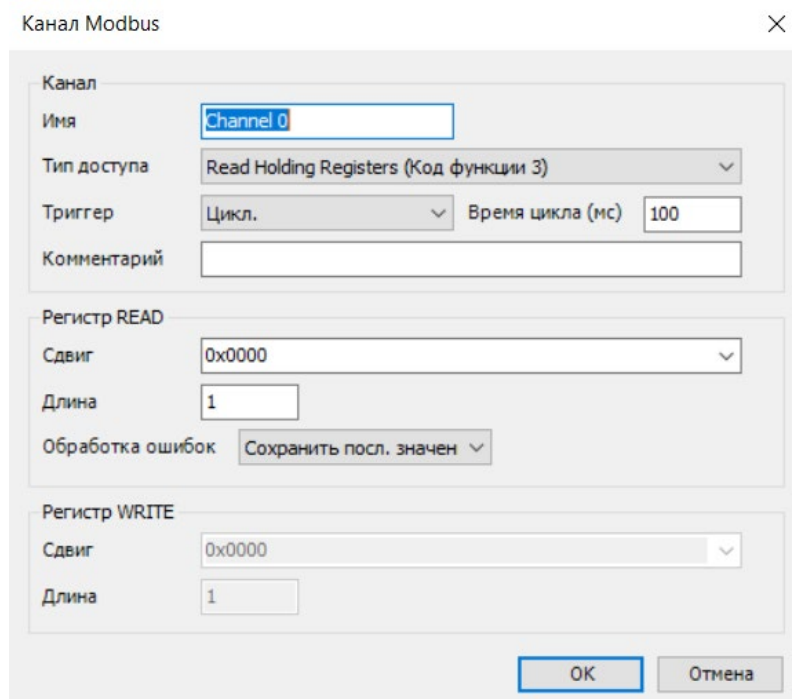 Канал Modbus
Канал
Имя Channel 0
Тип доступа Read Holding Registers (Код функции 3)
Триггер Цикл. Время цикла (мс) 100
Комментарий
Регистр READ
Сдвиг 0x0000
Длина 1
Обработка ошибок Сохранить посл. значен
Регистр WRITE
Сдвиг 0x0000
Длина 1
OK Отмена